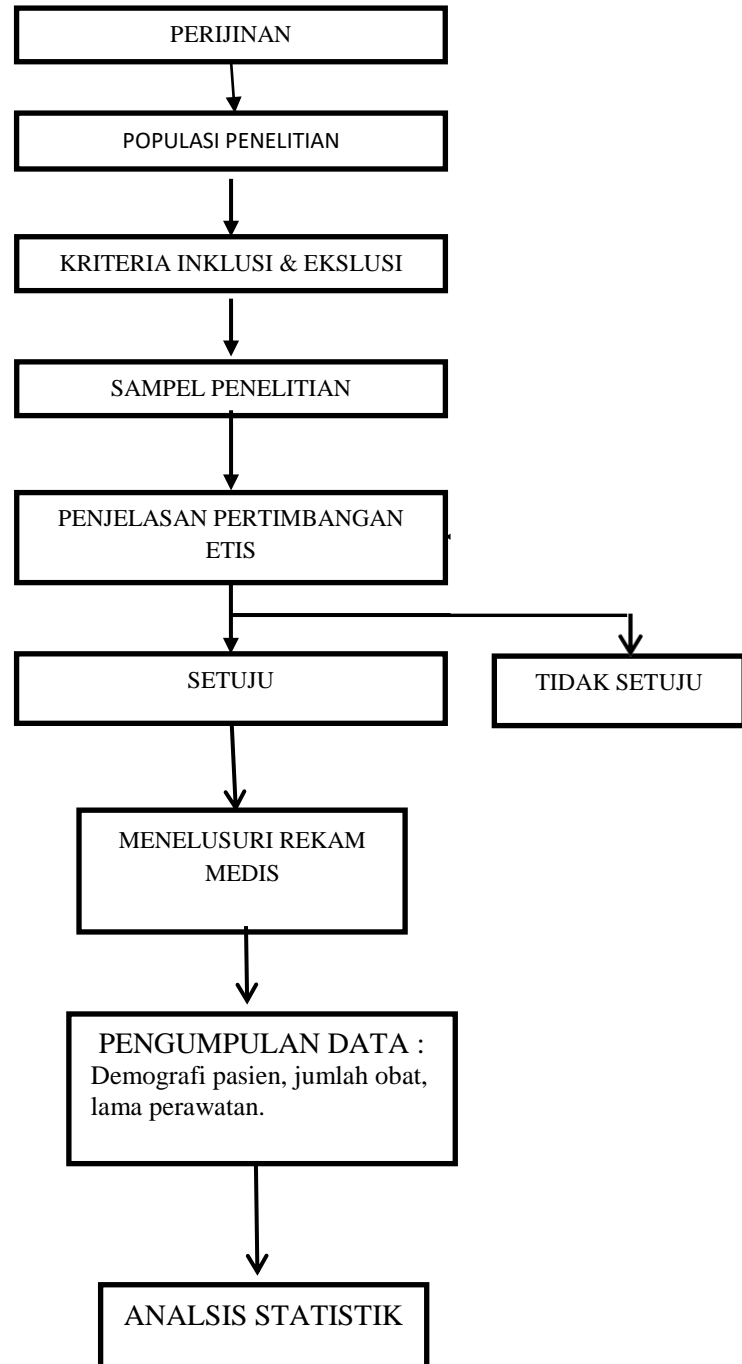 PERIJINAN
POPULASI PENELITIAN
KRITERIA INKLUSI & EKSLUSI
SAMPEL PENELITIAN
PENJELASAN PERTIMBANGAN
ETIS
SETUJU
TIDAK SETUJU
MENELUSURI REKAM
MEDIS
PENGUMPULAN DATA :
Demografi pasien, jumlah obat,
lama perawatan.
ANALSIS STATISTIK